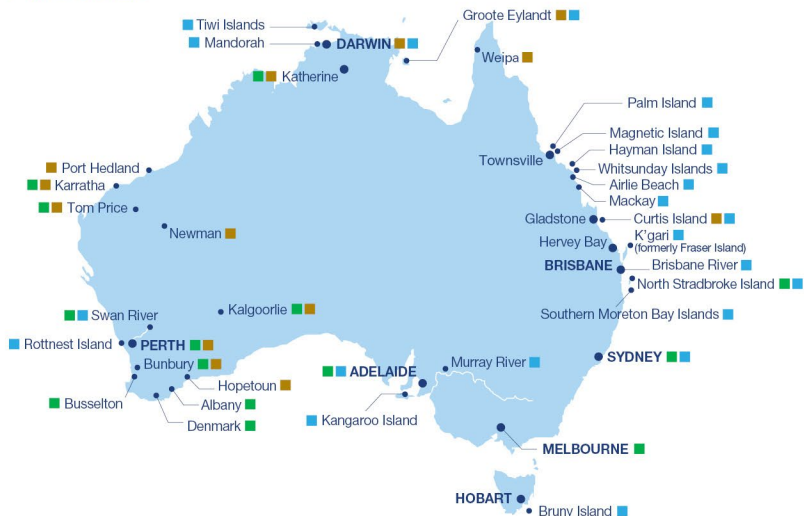 Groote Eylandt
Tiwi Islands
Mandorah
DARWIN
Weipa
Katherine
Palm Island
Magnetic Island
Hayman Island
Townsville
Whitsunday Islands
Port Hedland
Airlie Beach
Karratha
Mackay
Tom Price
Gladstone
Curtis Island
Newman
K'gari
(formerly Fraser Island)
Hervey Bay
BRISBANE
Brisbane River
North Stradbroke Island
Kalgoorlie
Swan River
Southern Moreton Bay Islands
Rottnest Island
PERTH
SYDNEY
Bunbury
Murray River
ADELAIDE
Hopetoun
Busselton
Albany
Kangaroo Island
Denmark
MELBOURNE
HOBART
Bruny Island